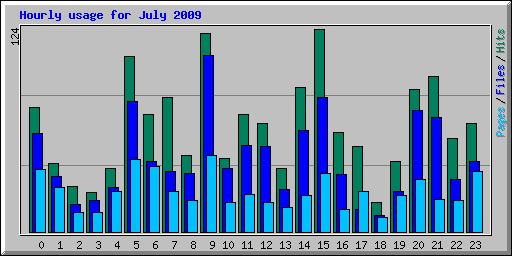 Hourly usage for July 2009
124
Pages / Files / Hits
0 1 2 3 4 5 6 7 8 9 10 11 12 13 14 15 16 17 18 19 20 21 22 23